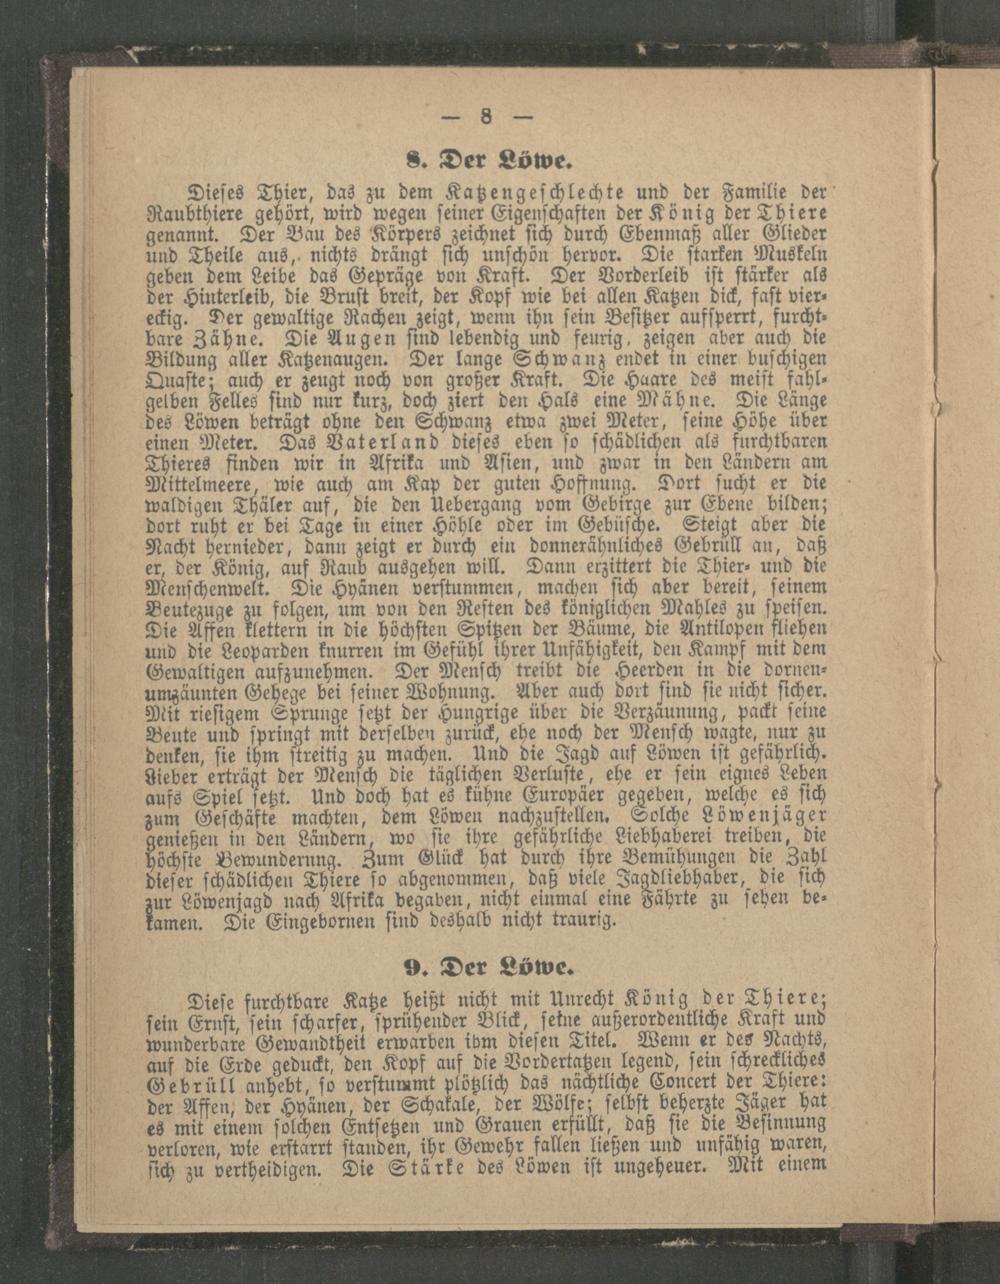 — 8 —
8. Der Löwe.
Dieses Thier, das zu dem Katzengeschlechte und der Familie der
Raubthiere gehört, wird wegen seiner Eigenschaften der König der Thiere
genannt. Der Bau des Körpers zeichnet sich durch Ebenmaß aller Glieder
und Theile aus, nichts drängt sich unschön hervor. Die starken Muskeln
geben dem Leibe das Gepräge von Kraft. Der Vorderleib ist stärker als
der Hinterleib, die Brust breit, der Kopf wie bei allen Katzen dick, fast vier-
eckig. Der gewaltige Rachen zeigt, wenn ihn sein Besitzer aufsperrt, furcht-
bare Zähne. Die Augen sind lebendig und feurig, zeigen aber auch die
Bildung aller Katzenaugen. Der lange Schwanz endet in einer buschigen
Quaste; auch er zeugt noch von großer Kraft. Die Haare des meist fahl-
gelben Felles sind nur kurz, doch ziert den Hals eine Mähne. Die Länge
des Löwen beträgt ohne den Schwanz etwa zwei Meter, seine Höhe über
einen Meter. Das Vaterland dieses eben so schädlichen als furchtbaren
Thieres finden wir in Afrika und Asien, und zwar in den Ländern am
Mittelmeere, wie auch am Kap der guten Hoffnung. Dort sucht er die
waldigen Thäler auf, die den Uebergang vom Gebirge zur Ebene bilden;
dort ruht er bei Tage in einer Höhle oder im Gebüsche. Steigt aber die
Nacht hernieder, dann zeigt er durch ein donnerähnliches Gebrüll an, daß
er, der König, auf Raub ausgehen will. Dann erzittert die Thier- und die
Menschenwelt. Die Hyänen verstummen, machen sich aber bereit, seinem
Beutezuge zu folgen, um von den Resten des königlichen Mahles zu speisen.
Die Affen klettern in die höchsten Spitzen der Bäume, die Antilopen fliehen
und die Leoparden knurren im Gefühl ihrer Unfähigkeit, den Kampf mit dem
Gewaltigen aufzunehmen. Der Mensch treibt die Heerden in die dornen-
umzäunten Gehege bei seiner Wohnung. Aber auch dort sind sie nicht sicher.
Mit riesigem Sprunge setzt der Hungrige über die Verzäunung, packt seine
Beute und springt mit derselben zurück, ehe noch der Mensch wagte, nur zu
denken, sie ihm streitig zu machen. Und die Jagd auf Löwen ist gefährlich.
Lieber erträgt der Mensch die täglichen Verluste, ehe er sein eignes Leben
aufs Spiel setzt. Und doch hat es kühne Europäer gegeben, welche es sich
zum Geschäfte machten, dem Löwen nachzustellen. Solche Löwenjäger
genießen in den Ländern, wo sie ihre gefährliche Liebhaberei treiben, die
höchste Bewunderung. Zum Glück hat durch ihre Bemühungen die Zahl
dieser schädlichen Thiere so abgenommen, daß viele Jagdliebhaber, die sich
zur Löwenjagd nach Afrika begaben, nicht einmal eine Fährte zu sehen be-
kamen. Die Eingebornen sind deshalb nicht traurig.
9. Der Löwe.
Diese furchtbare Katze heißt nicht mit Unrecht König der Thiere;
sein Ernst, sein scharfer, sprühender Blick, seine außerordentliche Kraft und
wunderbare Gewandtheit erwarben ihm diesen Titel. Wenn er des Nachts,
auf die Erde geduckt, den Kopf auf die Vordertatzen legend, sein schreckliches
Gebrüll anhebt, so verstummt plötzlich das nächtliche Concert der Thiere:
der Affen, der Hyänen, der Schakale, der Wölfe; selbst beherzte Jäger hat
es mit einem solchen Entsetzen und Grauen erfüllt, daß sie die Besinnung
verloren, wie erstarrt standen, ihr Gewehr fallen ließen und unfähig waren,
sich zu vertheidigen. Die Stärke des Löwen ist ungeheuer. Mit einem